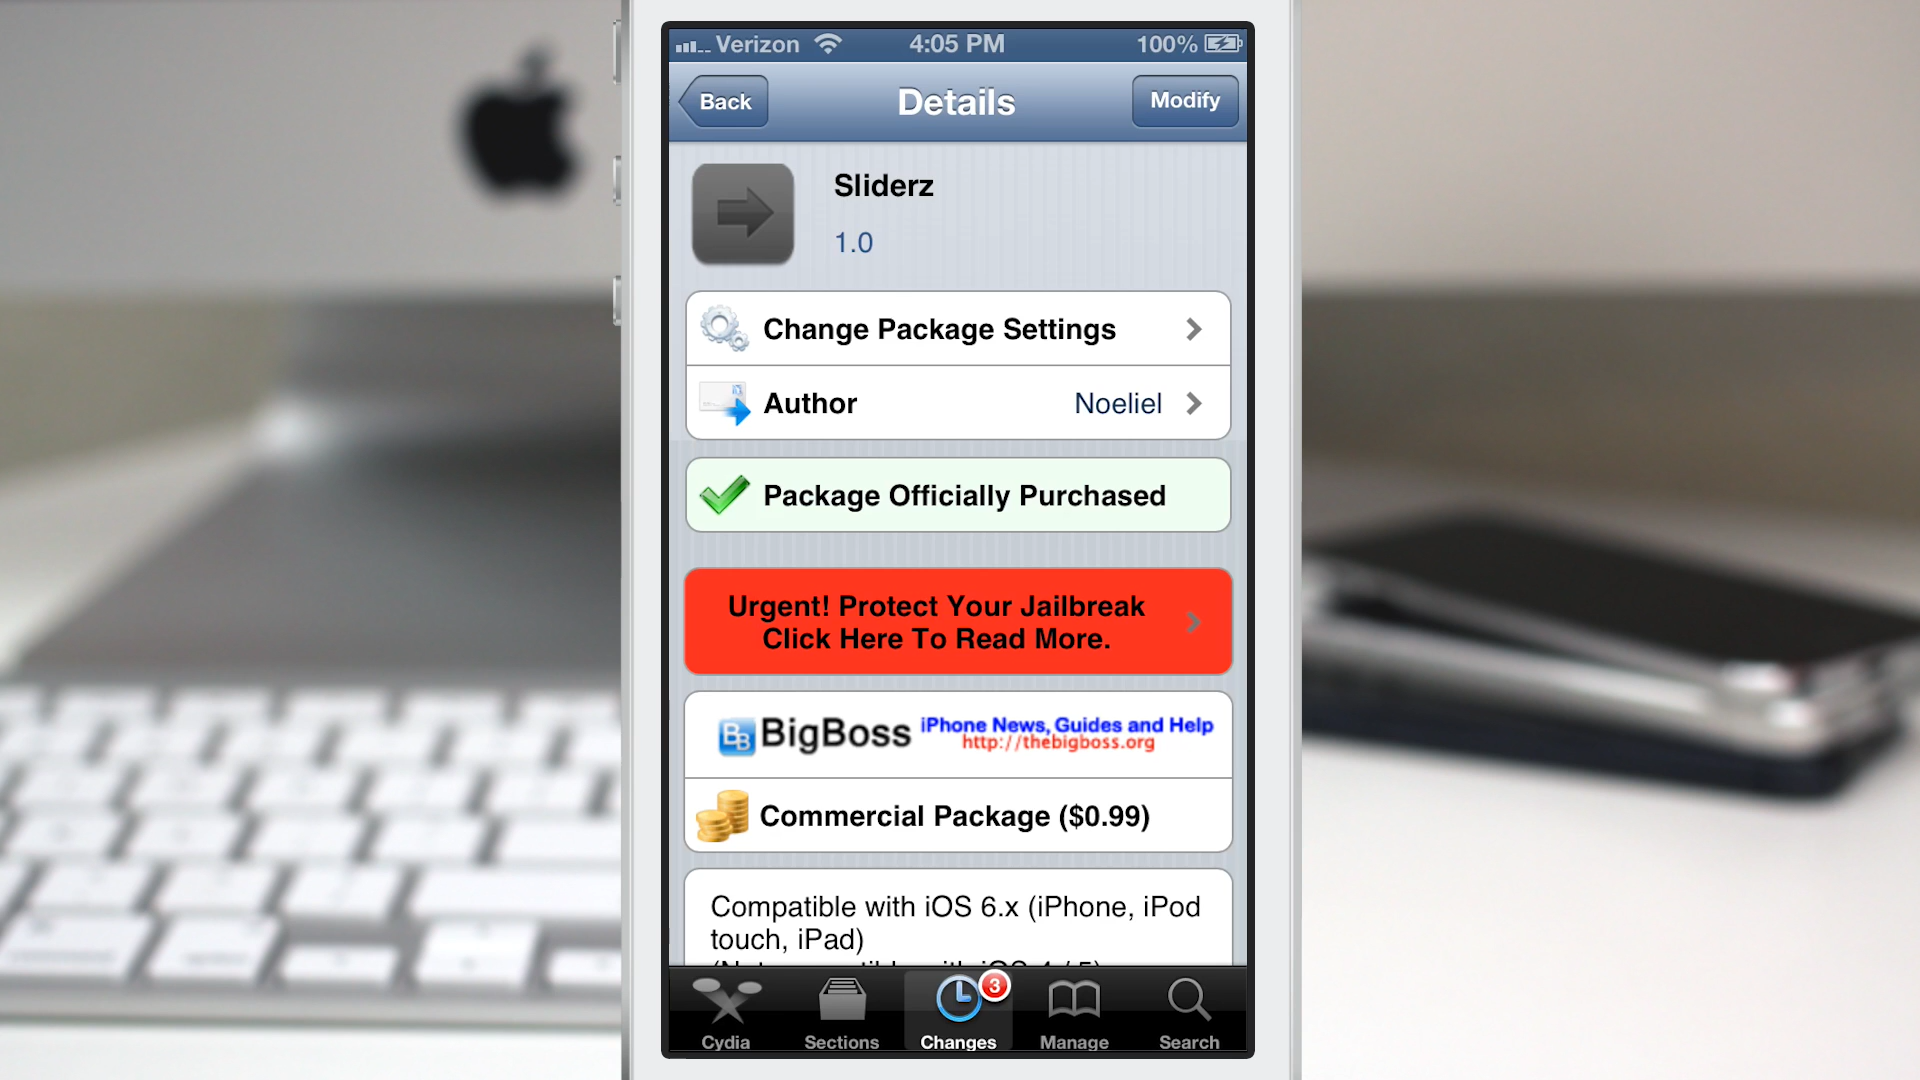 Verizon 4:05 PM 100%
Back Details Modify
Sliderz
1.0
Change Package Settings
Author Noeliel
Package Officially Purchased
Urgent! Protect Your Jailbreak
Click Here To Read More.
BB BigBoss iPhone News, Guides and Help
http://thebigboss.org
Commercial Package ($0.99)
Compatible with iOS 6.x (iPhone, iPod
touch, iPad)
3
Cydia Sections Changes Manage Search